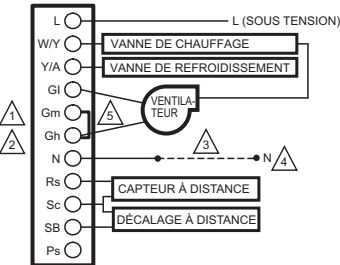 L L (SOUS TENSION)
W/Y VANNE DE CHAUFFAGE
Y/A VANNE DE REFROIDISSEMENT
Gl
VENTILA-
TEUR
1 Gm 5
2 Gh
3
N N 4
Rs
CAPTEUR À DISTANCE
Sc
DÉCALAGE À DISTANCE
SB
Ps